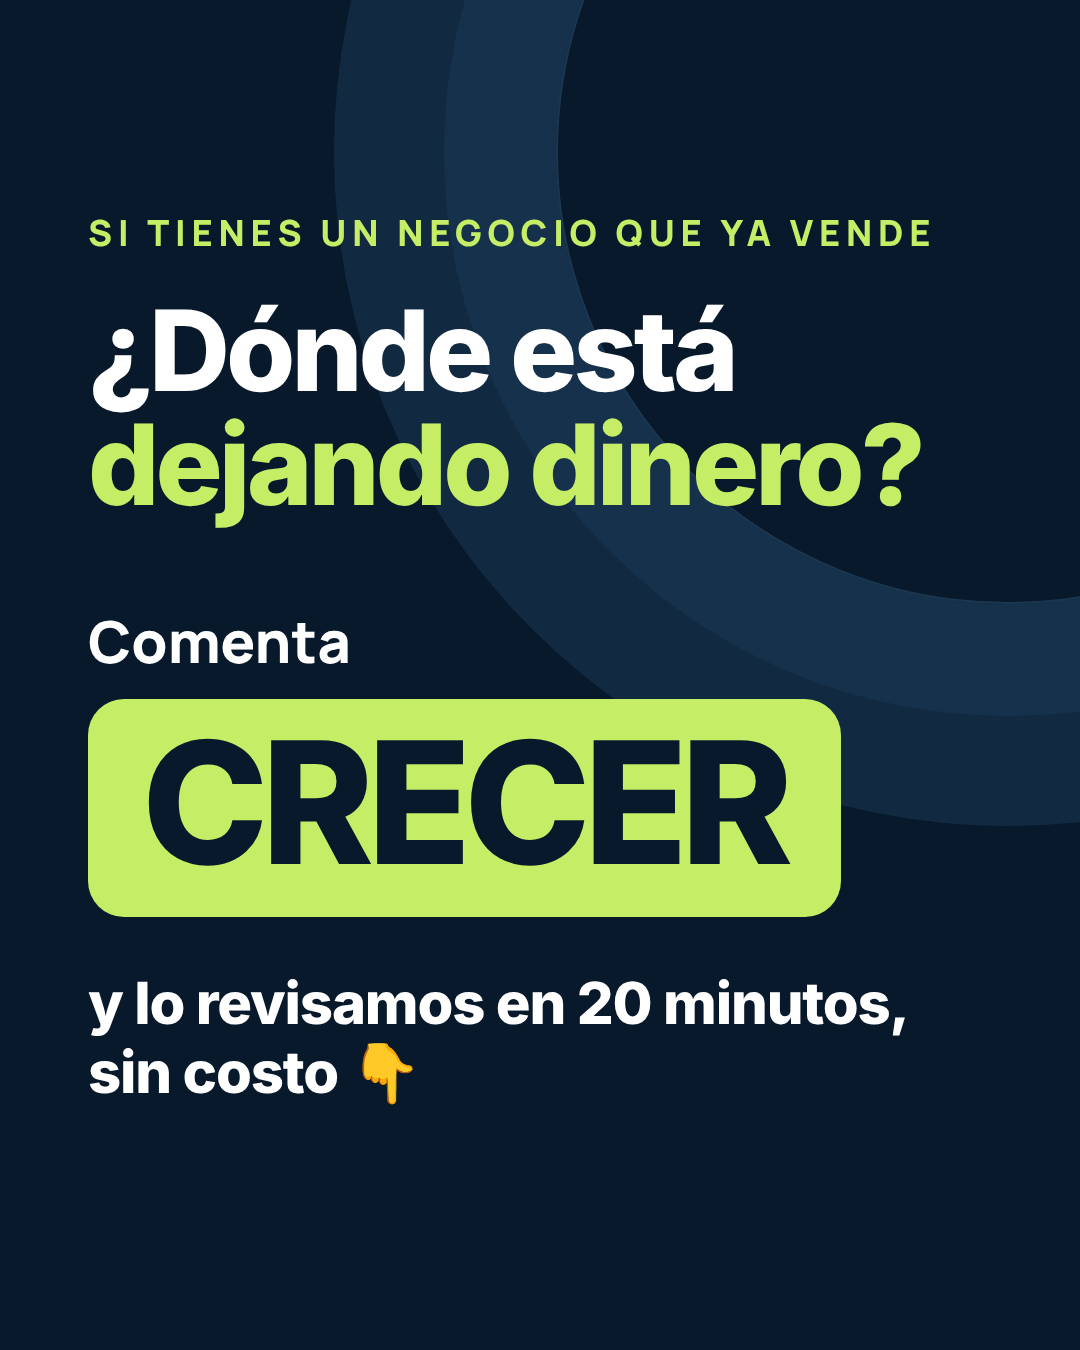 SI TIENES UN NEGOCIO QUE YA VENDE
¿Dónde está
dejando dinero?
Comenta
CRECER
y lo revisamos en 20 minutos,
sin costo 👇